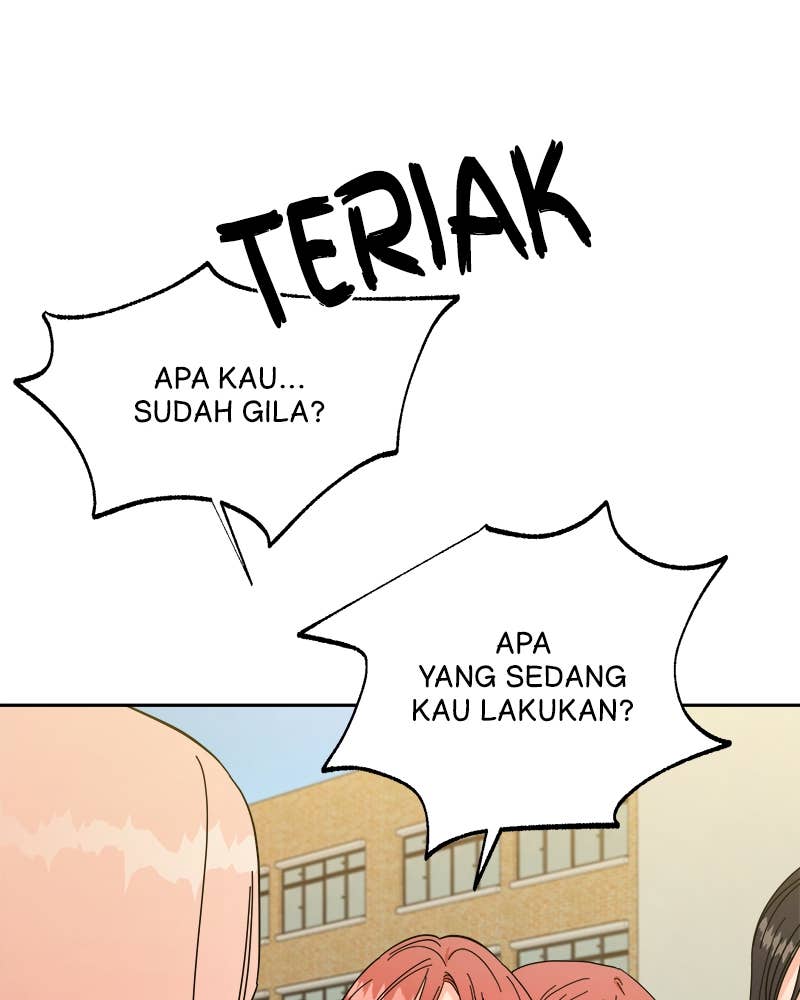 TERIAK
APA KAU...
SUDAH GILA?
APA
YANG SEDANG
KAU LAKUKAN?